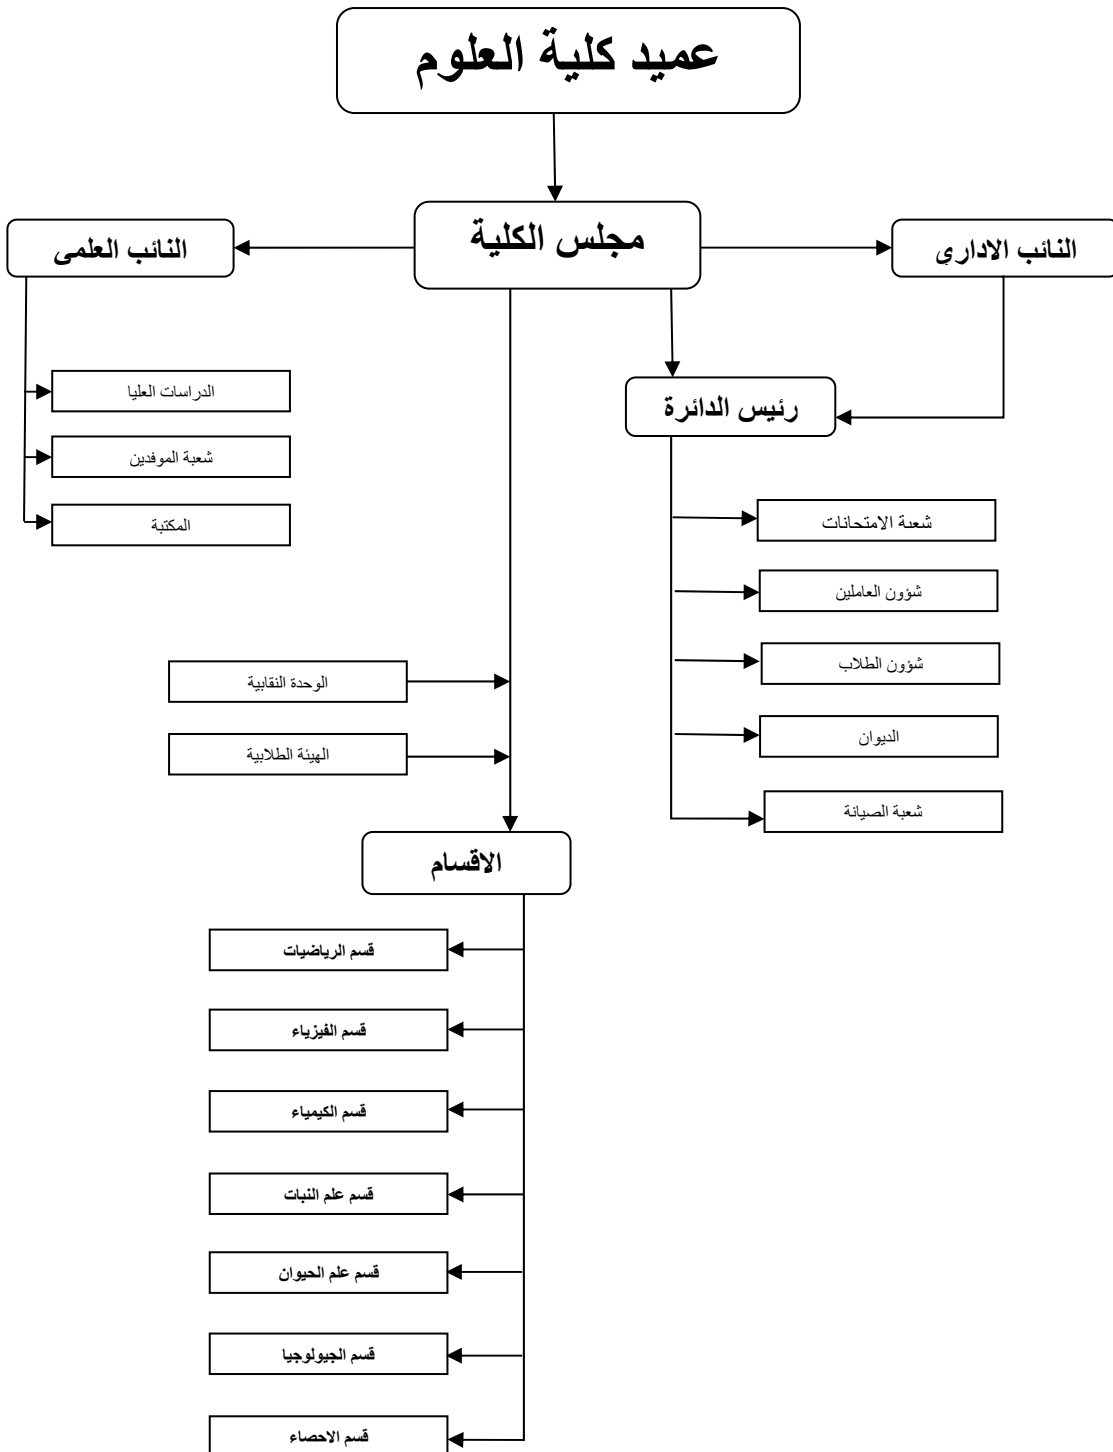 عميد كلية العلوم
مجلس الكلية
النائب الاداري
النائب العلمي
رئيس الدائرة
الدراسات العليا
شعبة الموفدين
المكتبة
شعبة الامتحانات
شؤون العاملين
شؤون الطلاب
الديوان
شعبة الصيانة
الوحدة النقابية
الهيئة الطلابية
الاقسام
قسم الرياضيات
قسم الفيزياء
قسم الكيمياء
قسم علم النبات
قسم علم الحيوان
قسم الجيولوجيا
قسم الاحصاء